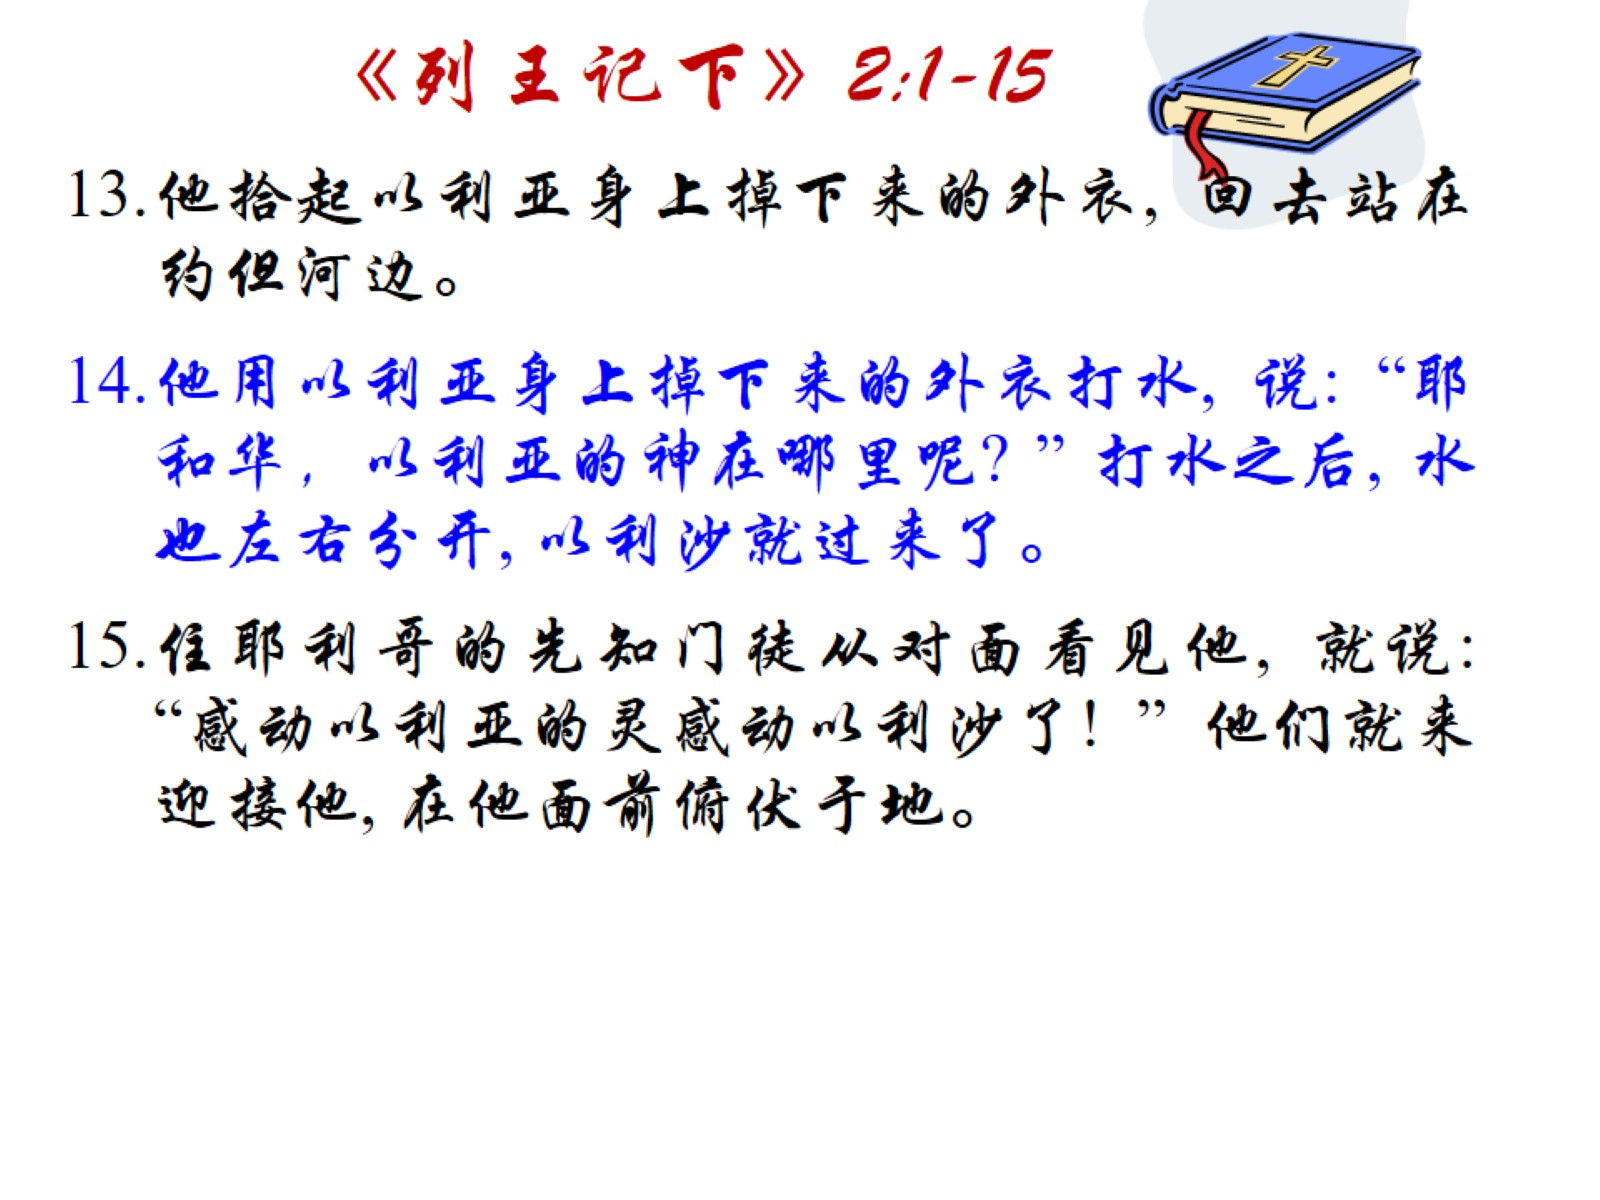 《列王记下》2:1-15
13.他拾起以利亚身上掉下来的外衣,回去站在
约但河边。
14.他用以利亚身上掉下来的外衣打水,说:“耶
和华,以利亚的神在哪里呢?”打水之后,水
也左右分开,以利沙就过来了。
15.住耶利哥的先知门徒从对面看见他,就说:
“感动以利亚的灵感动以利沙了!”他们就来
迎接他,在他面前俯伏于地。